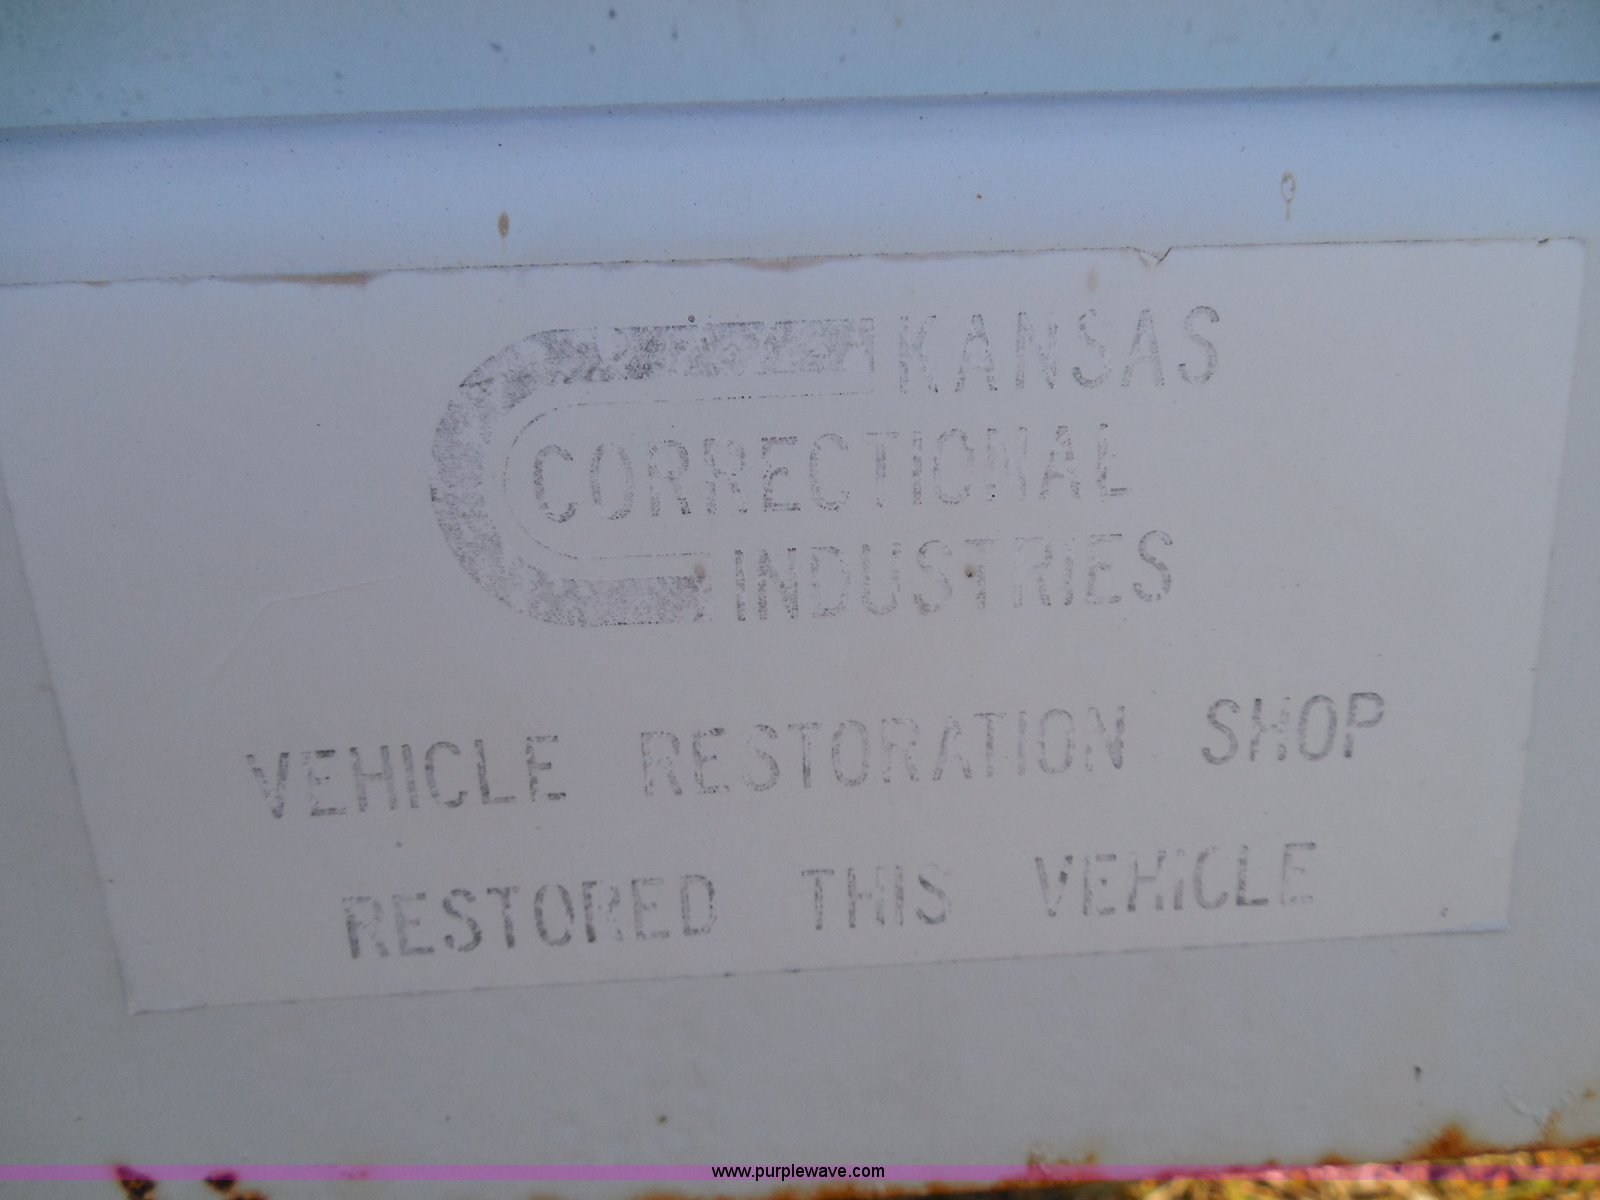 KANSAS
CORRECTIONAL
INDUSTRIES
VEHICLE RESTORATION SHOP
RESTORED THIS VEHICLE
www.purplewave.com